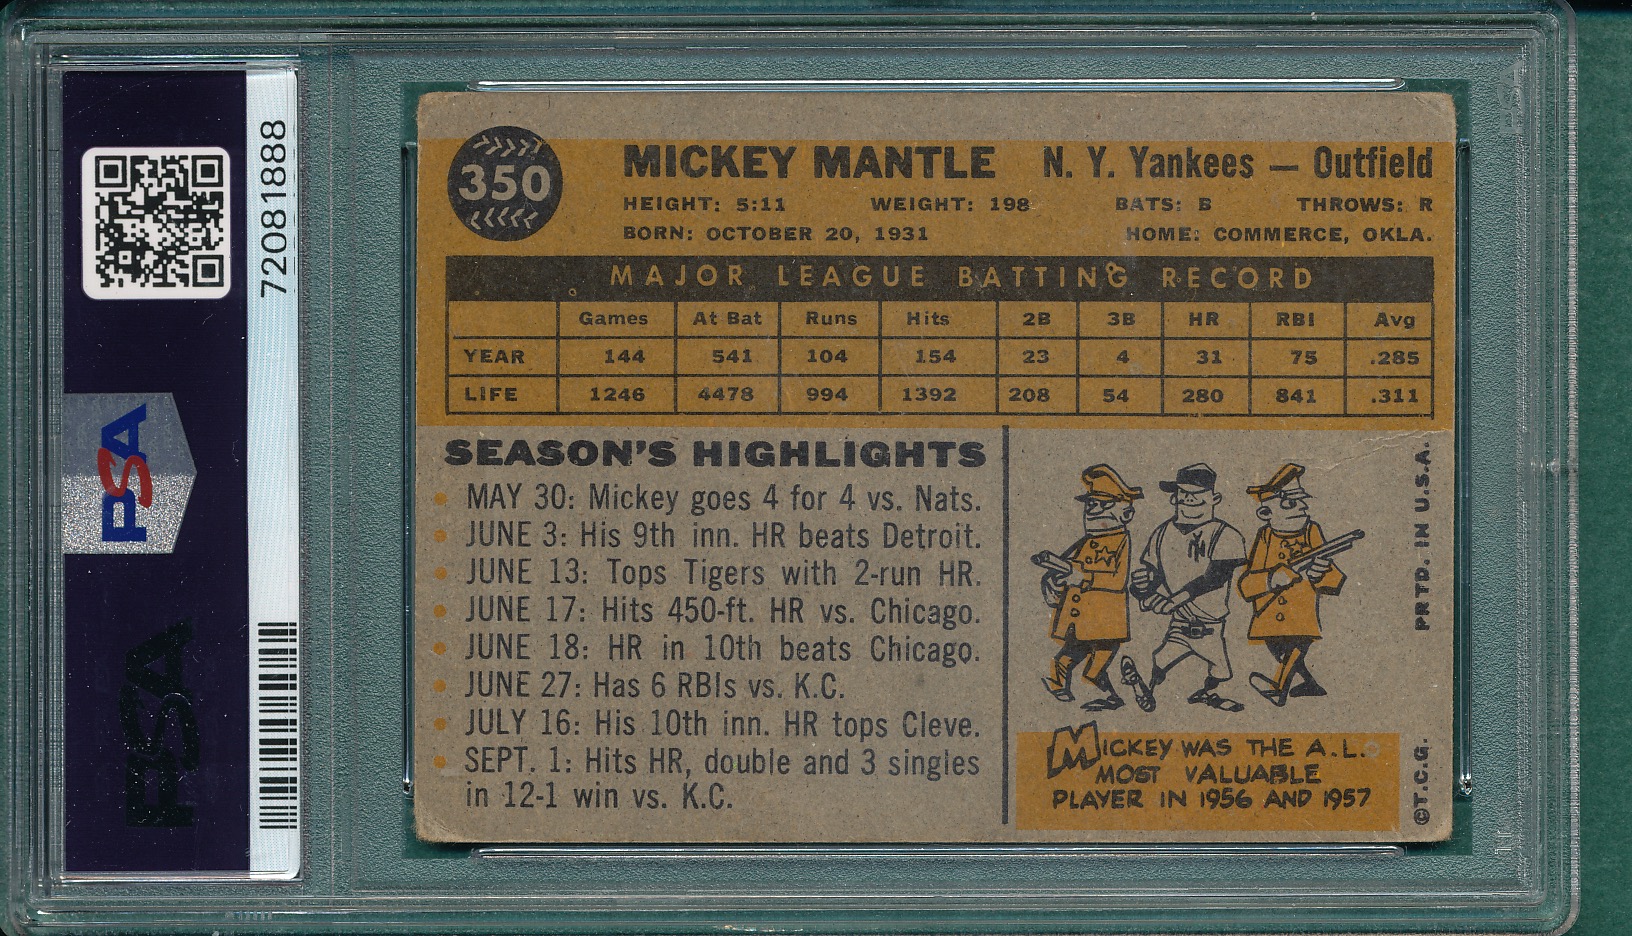 350
MICKEY MANTLE N. Y. Yankees — Outfield
HEIGHT: 5:11 WEIGHT: 198 BATS: B THROWS: R
BORN: OCTOBER 20, 1931 HOME: COMMERCE, OKLA.
MAJOR LEAGUE BATTING RECORD
Games At Bat Runs Hits 2B 3B HR RBI Avg
YEAR 144 541 104 154 23 4 31 75 .285
LIFE 1246 4478 994 1392 208 54 280 841 .311
SEASON'S HIGHLIGHTS
MAY 30: Mickey goes 4 for 4 vs. Nats.
JUNE 3: His 9th inn. HR beats Detroit.
JUNE 13: Tops Tigers with 2-run HR.
JUNE 17: Hits 450-ft. HR vs. Chicago.
JUNE 18: HR in 10th beats Chicago.
JUNE 27: Has 6 RBIs vs. K.C.
JULY 16: His 10th inn. HR tops Cleve.
SEPT. 1: Hits HR, double and 3 singles
in 12-1 win vs. K.C.
NY
MICKEY WAS THE A.L.
MOST VALUABLE
PLAYER IN 1956 AND 1957
©T.C.G. PRTD. IN U.S.A.
72081888
PSA
PSA
PSA